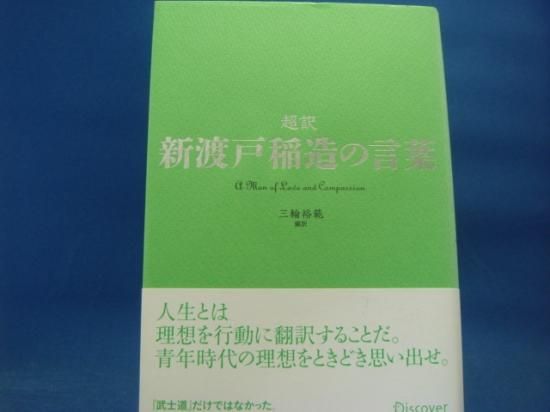 超訳
新渡戸稲造の言葉
A Man of Love and Compassion
三輪裕範
編訳
人生とは
理想を行動に翻訳することだ。
青年時代の理想をときどき思い出せ。
『武士道』だけではなかった
Discover